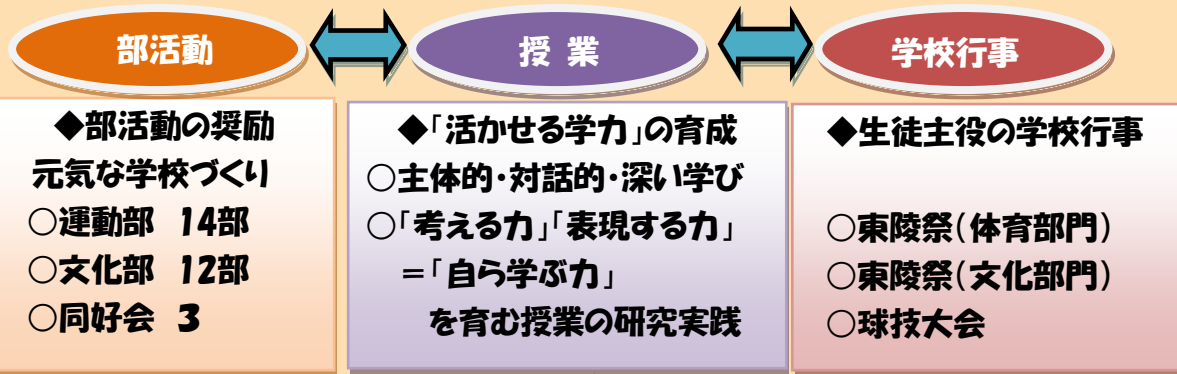 部活動
授 業
学校行事
◆部活動の奨励
元気な学校づくり
○運動部　14部
○文化部　12部
○同好会　3
◆「活かせる学力」の育成
○主体的・対話的・深い学び
○「考える力」「表現する力」
＝「自ら学ぶ力」
を育む授業の研究実践
◆生徒主役の学校行事
○東陵祭（体育部門）
○東陵祭（文化部門）
○球技大会